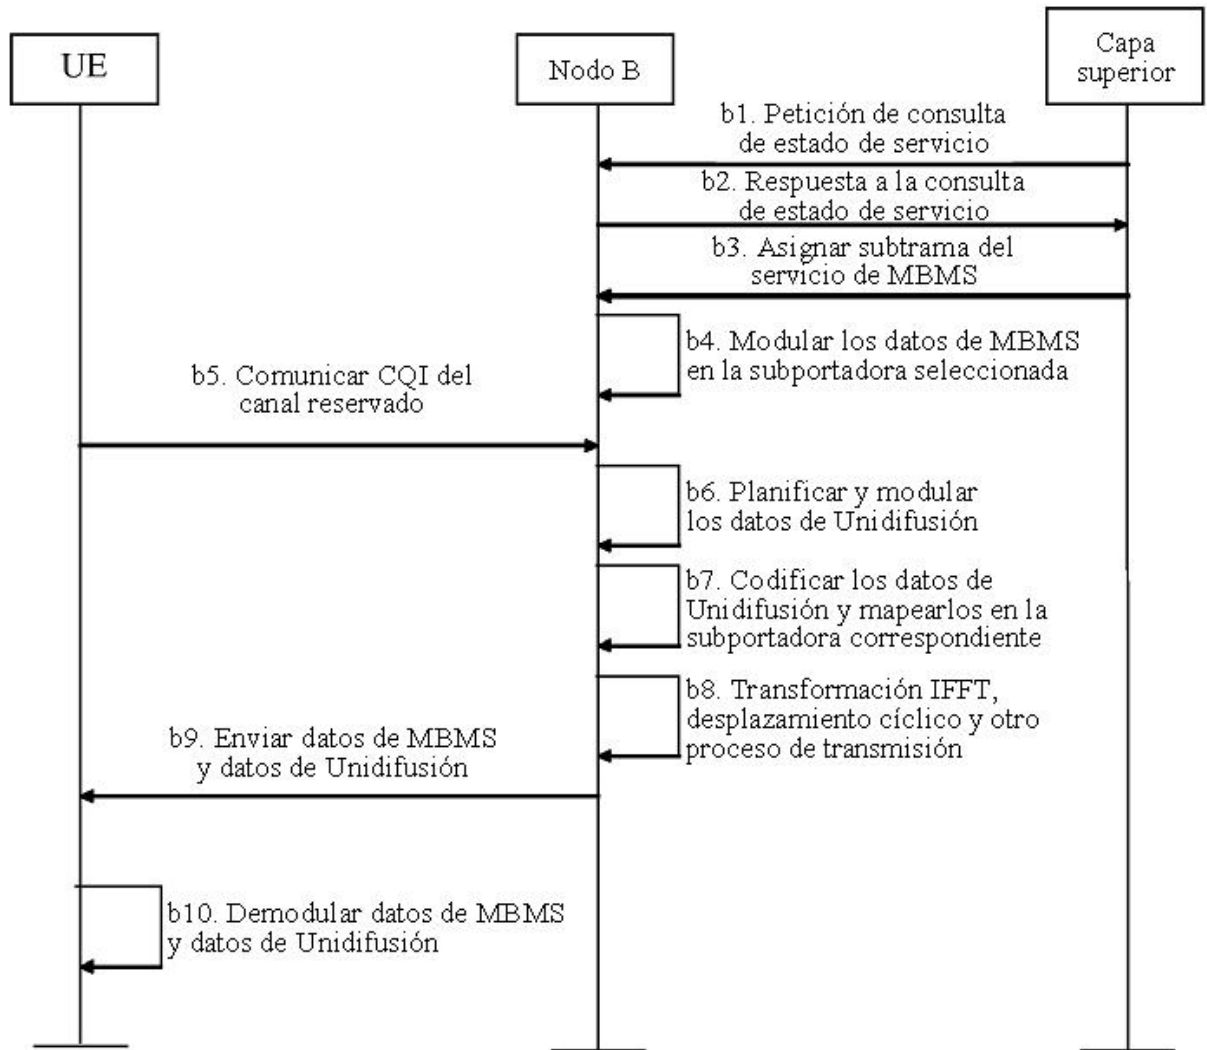 UE
Nodo B
Capa
superior
b1. Petición de consulta
de estado de servicio
b2. Respuesta a la consulta
de estado de servicio
b3. Asignar subtrama del
servicio de MBMS
b4. Modular los datos de MBMS
en la subportadora seleccionada
b5. Comunicar CQI del
canal reservado
b6. Planificar y modular
los datos de Unidifusión
b7. Codificar los datos de
Unidifusión y mapearlos en la
subportadora correspondiente
b8. Transformación IFFT,
desplazamiento cíclico y otro
proceso de transmisión
b9. Enviar datos de MBMS
y datos de Unidifusión
b10. Demodular datos de MBMS
y datos de Unidifusión